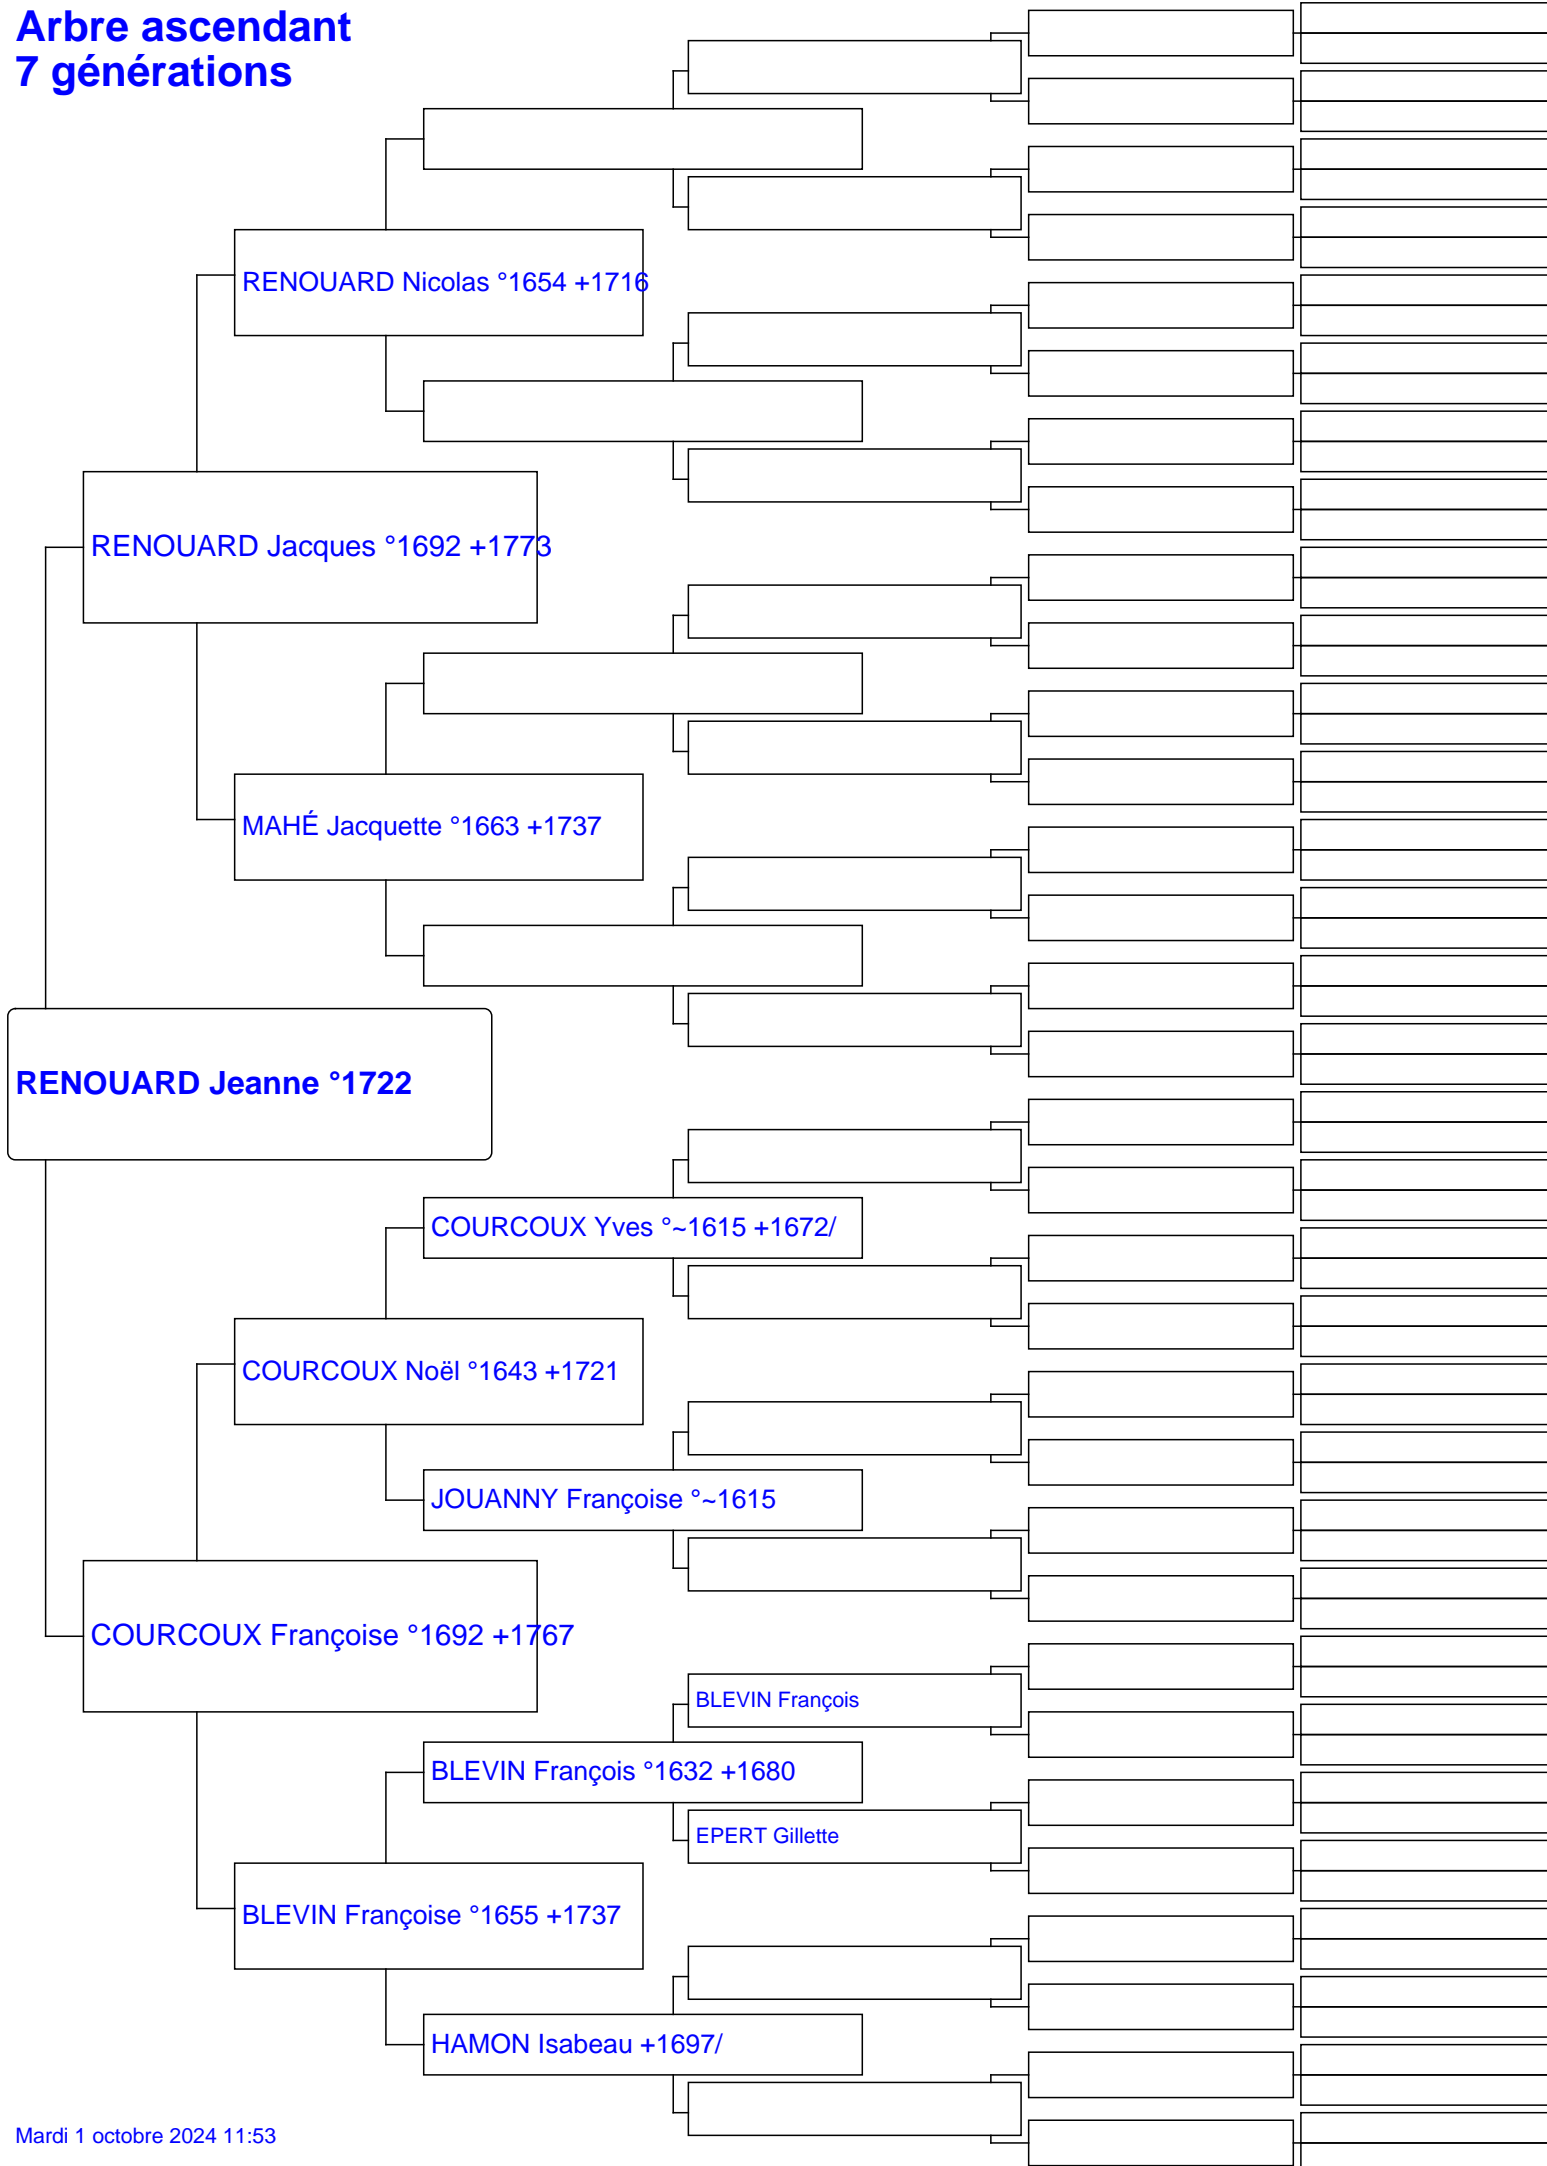 Arbre ascendant
7 générations
RENOUARD Nicolas °1654 +1716
RENOUARD Jacques °1692 +1773
MAHÉ Jacquette °1663 +1737
RENOUARD Jeanne °1722
COURCOUX Yves °~1615 +1672/
COURCOUX Noël °1643 +1721
JOUANNY Françoise °~1615
COURCOUX Françoise °1692 +1767
BLEVIN François
BLEVIN François °1632 +1680
EPERT Gillette
BLEVIN Françoise °1655 +1737
HAMON Isabeau +1697/
Mardi 1 octobre 2024 11:53